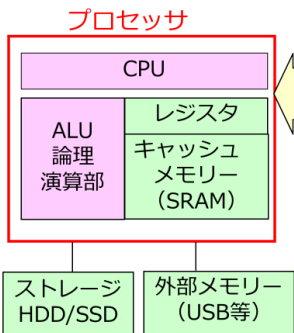 プロセッサ
CPU
ALU
論理
演算部
レジスタ
キャッシュ
メモリー
（SRAM）
ストレージ
HDD/SSD
外部メモリー
（USB等）